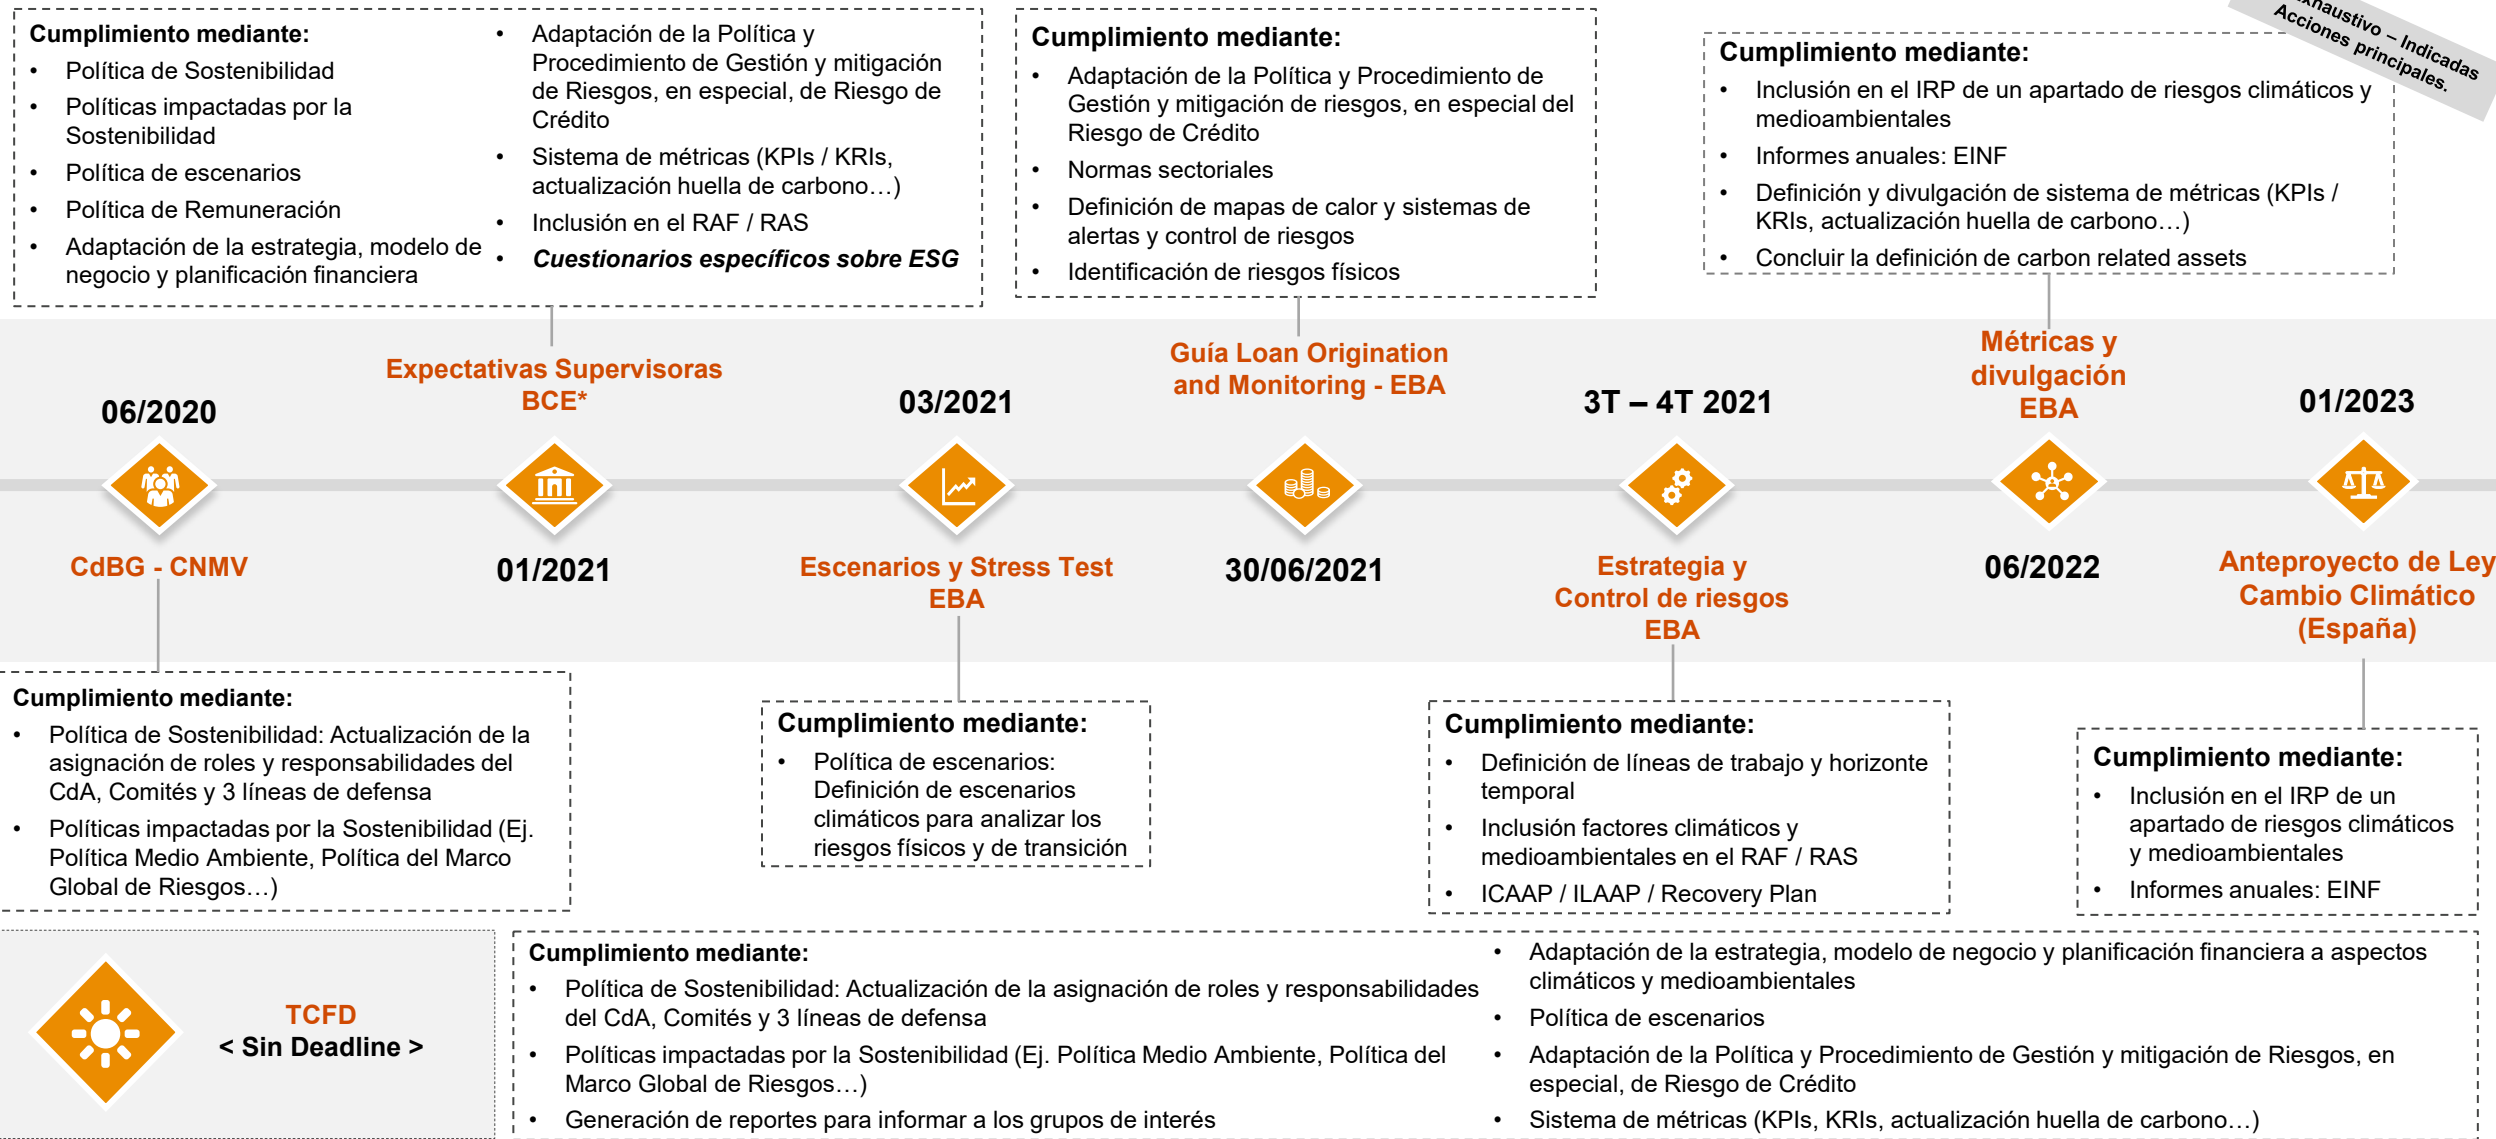 Cumplimiento mediante:
• Política de Sostenibilidad
• Políticas impactadas por la
Sostenibilidad
• Política de escenarios
• Política de Remuneración
• Adaptación de la estrategia, modelo de
negocio y planificación financiera
• Adaptación de la Política y
Procedimiento de Gestión y mitigación
de Riesgos, en especial, de Riesgo de
Crédito
• Sistema de métricas (KPIs / KRIs,
actualización huella de carbono…)
• Inclusión en el RAF / RAS
• Cuestionarios específicos sobre ESG
Cumplimiento mediante:
• Adaptación de la Política y Procedimiento de
Gestión y mitigación de riesgos, en especial del
Riesgo de Crédito
• Normas sectoriales
• Definición de mapas de calor y sistemas de
alertas y control de riesgos
• Identificación de riesgos físicos
Cumplimiento mediante:
• Inclusión en el IRP de un apartado de riesgos climáticos y
medioambientales
• Informes anuales: EINF
• Definición y divulgación de sistema de métricas (KPIs /
KRIs, actualización huella de carbono…)
• Concluir la definición de carbon related assets
– Indicadas
Acciones principales.
06/2020
CdBG - CNMV
Expectativas Supervisoras
BCE*
01/2021
03/2021
Escenarios y Stress Test
EBA
Guía Loan Origination
and Monitoring - EBA
30/06/2021
3T – 4T 2021
Estrategia y
Control de riesgos
EBA
Métricas y
divulgación
EBA
06/2022
01/2023
Anteproyecto de Ley
Cambio Climático
(España)
Cumplimiento mediante:
• Política de Sostenibilidad: Actualización de la
asignación de roles y responsabilidades del
CdA, Comités y 3 líneas de defensa
• Políticas impactadas por la Sostenibilidad (Ej.
Política Medio Ambiente, Política del Marco
Global de Riesgos…)
Cumplimiento mediante:
• Política de escenarios:
Definición de escenarios
climáticos para analizar los
riesgos físicos y de transición
Cumplimiento mediante:
• Definición de líneas de trabajo y horizonte
temporal
• Inclusión factores climáticos y
medioambientales en el RAF / RAS
• ICAAP / ILAAP / Recovery Plan
Cumplimiento mediante:
• Inclusión en el IRP de un
apartado de riesgos climáticos
y medioambientales
• Informes anuales: EINF
TCFD
< Sin Deadline >
Cumplimiento mediante:
• Política de Sostenibilidad: Actualización de la asignación de roles y responsabilidades
del CdA, Comités y 3 líneas de defensa
• Políticas impactadas por la Sostenibilidad (Ej. Política Medio Ambiente, Política del
Marco Global de Riesgos…)
• Generación de reportes para informar a los grupos de interés
• Adaptación de la estrategia, modelo de negocio y planificación financiera a aspectos
climáticos y medioambientales
• Política de escenarios
• Adaptación de la Política y Procedimiento de Gestión y mitigación de Riesgos, en
especial, de Riesgo de Crédito
• Sistema de métricas (KPIs, KRIs, actualización huella de carbono…)